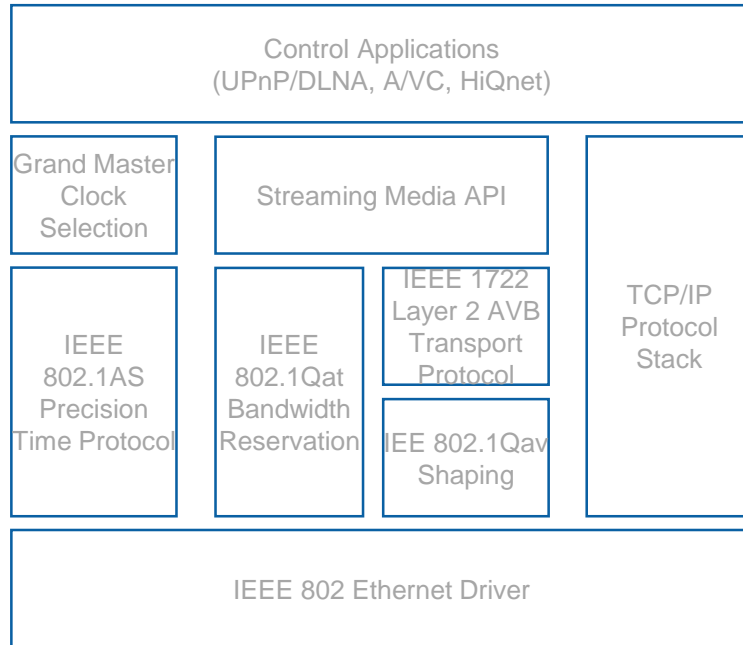 Control Applications
(UPnP/DLNA, A/VC, HiQnet)
Grand Master
Clock
Selection
Streaming Media API
TCP/IP
Protocol
Stack
IEEE
802.1AS
Precision
Time Protocol
IEEE
802.1Qat
Bandwidth
Reservation
IEEE 1722
Layer 2 AVB
Transport
Protocol
IEE 802.1Qav
Shaping
IEEE 802 Ethernet Driver